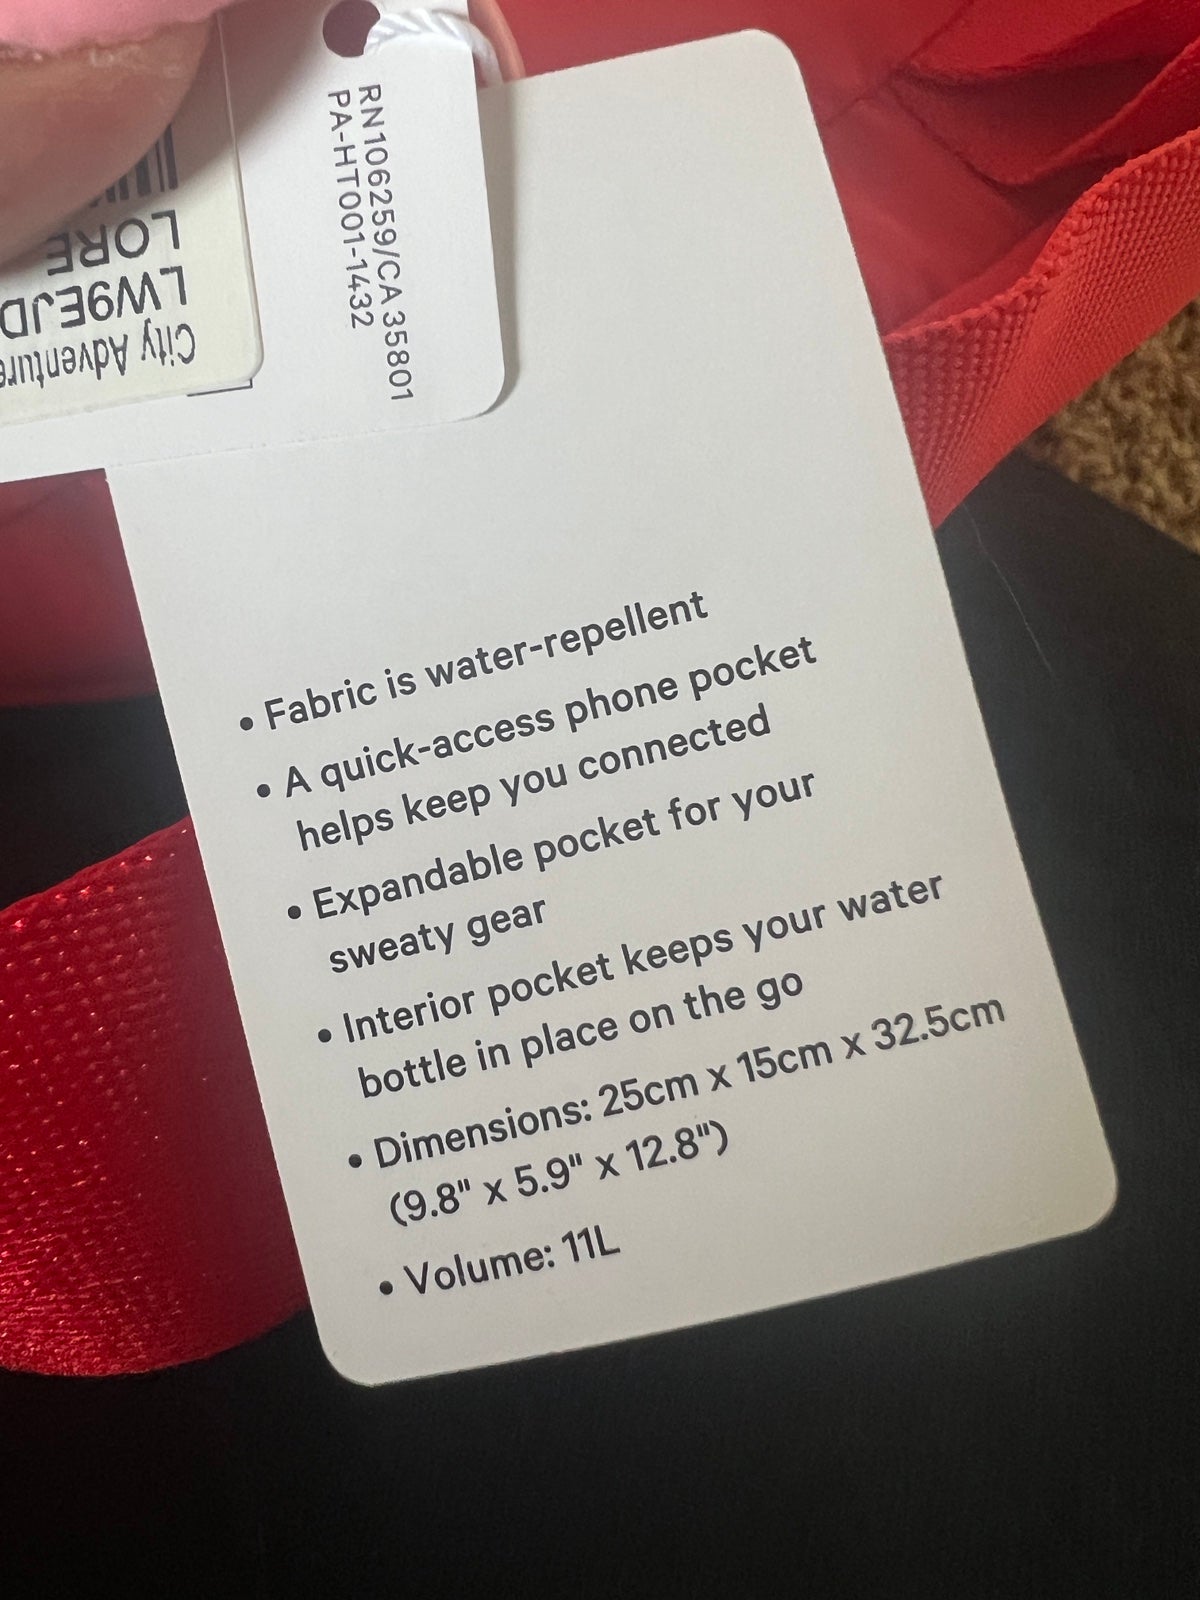 RN106259/CA35801
PA-HT001-1432
LORE
LW9EJD
City Adventure
• Fabric is water-repellent
• A quick-access phone pocket
helps keep you connected
• Expandable pocket for your
sweaty gear
• Interior pocket keeps your water
bottle in place on the go
• Dimensions: 25cm x 15cm x 32.5cm
(9.8" x 5.9" x 12.8")
• Volume: 11L